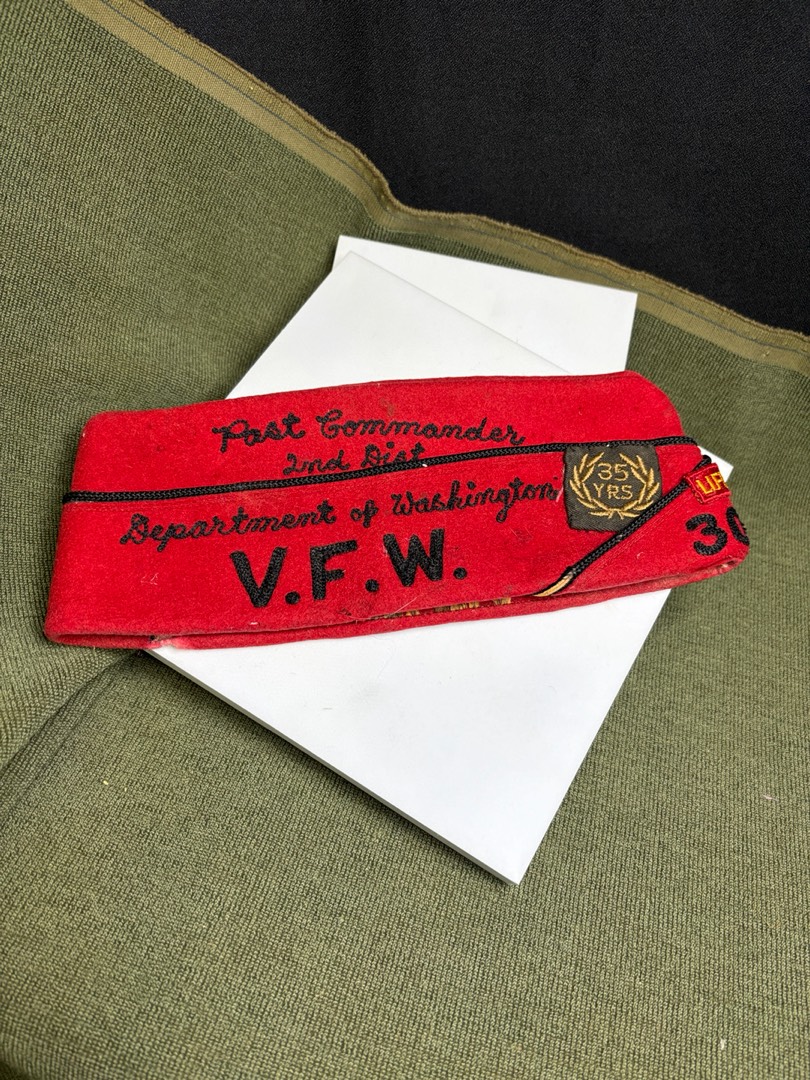 Past Commander
2nd Dist
Department of Washington
V.F.W.
35
YRS